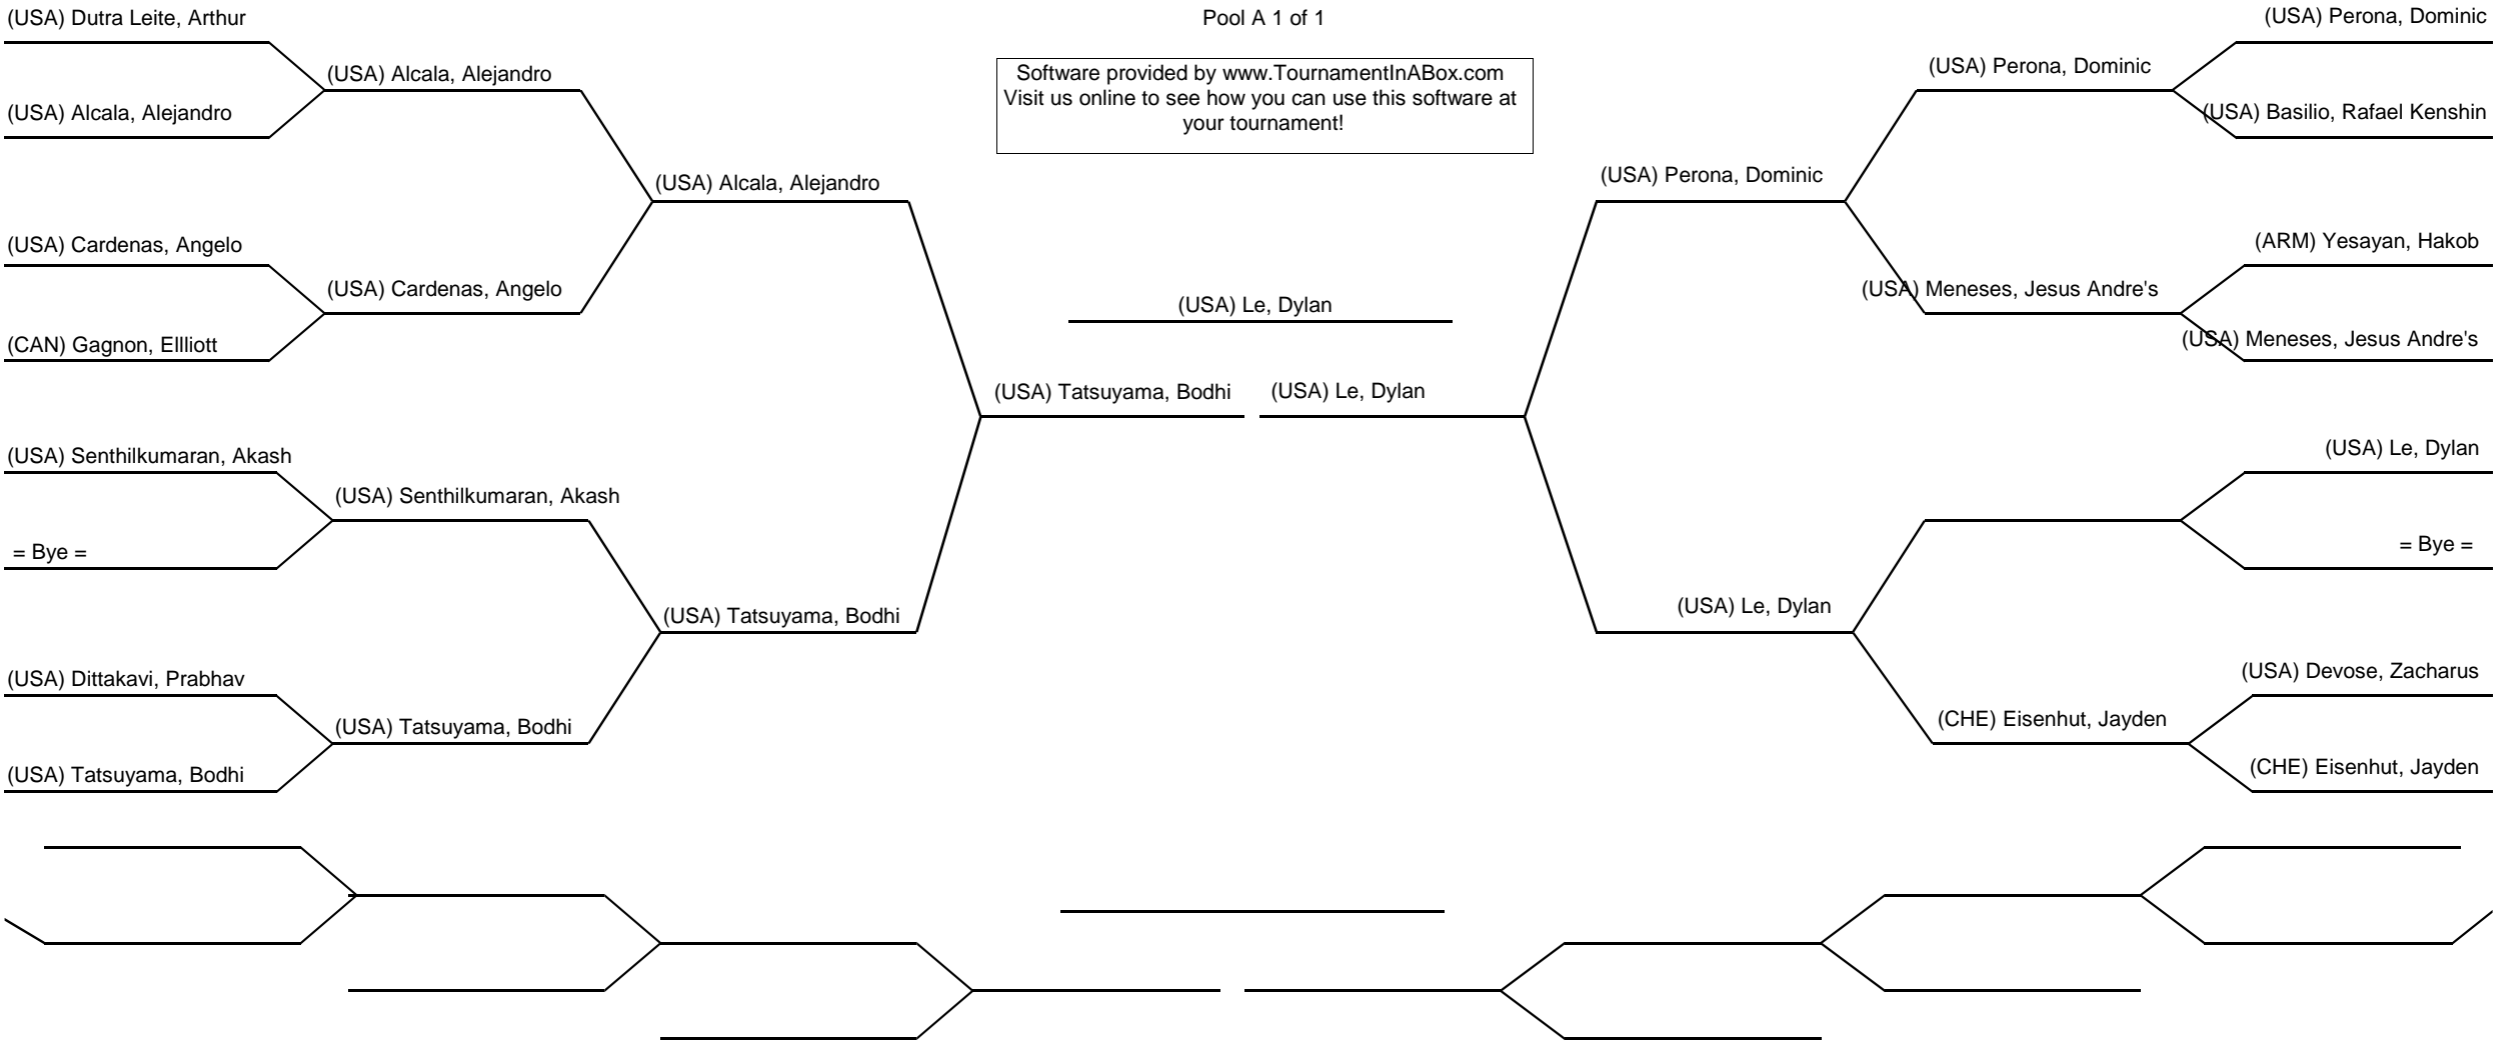 (USA) Dutra Leite, Arthur
Pool A 1 of 1
(USA) Perona, Dominic
(USA) Alcala, Alejandro
Software provided by www.TournamentInABox.com
Visit us online to see how you can use this software at
your tournament!
(USA) Perona, Dominic
(USA) Alcala, Alejandro
(USA) Basilio, Rafael Kenshin
(USA) Alcala, Alejandro
(USA) Perona, Dominic
(USA) Cardenas, Angelo
(ARM) Yesayan, Hakob
(USA) Cardenas, Angelo
(USA) Le, Dylan
(USA) Meneses, Jesus Andre's
(CAN) Gagnon, Ellliott
(USA) Meneses, Jesus Andre's
(USA) Tatsuyama, Bodhi
(USA) Le, Dylan
(USA) Senthilkumaran, Akash
(USA) Le, Dylan
(USA) Senthilkumaran, Akash
= Bye =
= Bye =
(USA) Tatsuyama, Bodhi
(USA) Le, Dylan
(USA) Dittakavi, Prabhav
(USA) Devose, Zacharus
(USA) Tatsuyama, Bodhi
(CHE) Eisenhut, Jayden
(USA) Tatsuyama, Bodhi
(CHE) Eisenhut, Jayden